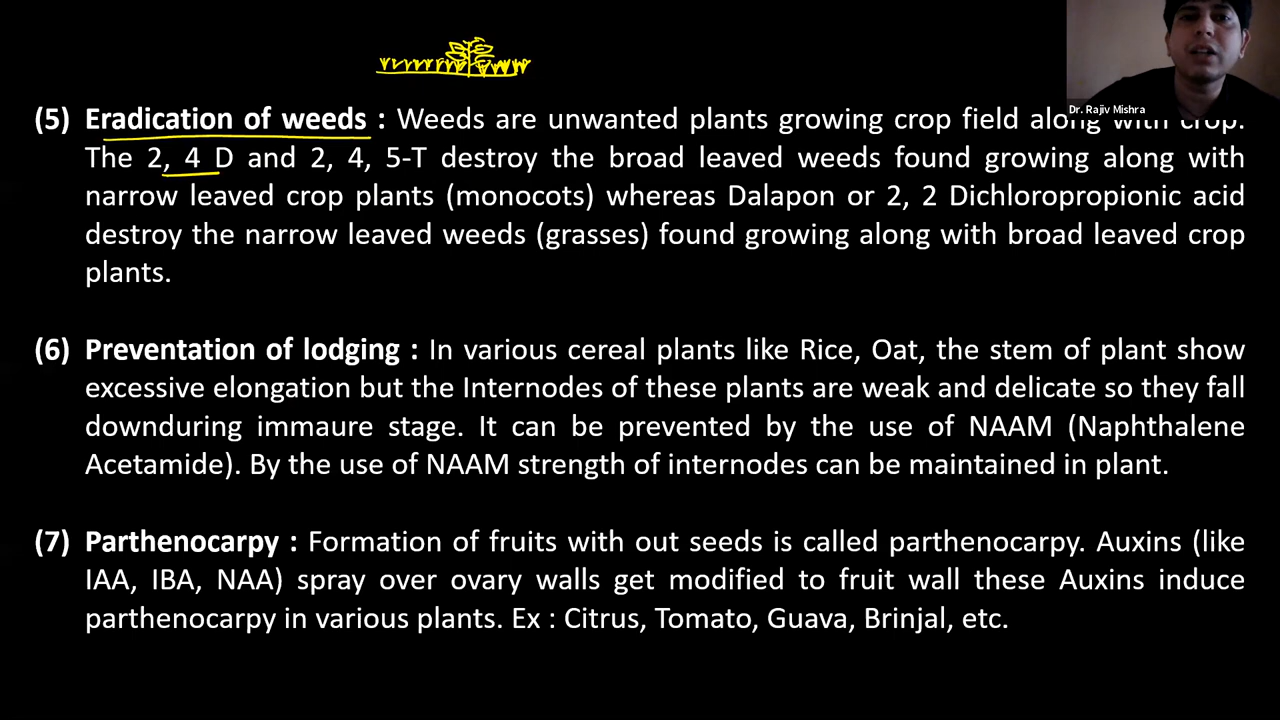 Dr. Rajiv Mishra
(5) Eradication of weeds : Weeds are unwanted plants growing crop field along with crop.
The 2, 4 D and 2, 4, 5-T destroy the broad leaved weeds found growing along with
narrow leaved crop plants (monocots) whereas Dalapon or 2, 2 Dichloropropionic acid
destroy the narrow leaved weeds (grasses) found growing along with broad leaved crop
plants.
(6) Preventation of lodging : In various cereal plants like Rice, Oat, the stem of plant show
excessive elongation but the Internodes of these plants are weak and delicate so they fall
downduring immaure stage. It can be prevented by the use of NAAM (Naphthalene
Acetamide). By the use of NAAM strength of internodes can be maintained in plant.
(7) Parthenocarpy : Formation of fruits with out seeds is called parthenocarpy. Auxins (like
IAA, IBA, NAA) spray over ovary walls get modified to fruit wall these Auxins induce
parthenocarpy in various plants. Ex : Citrus, Tomato, Guava, Brinjal, etc.